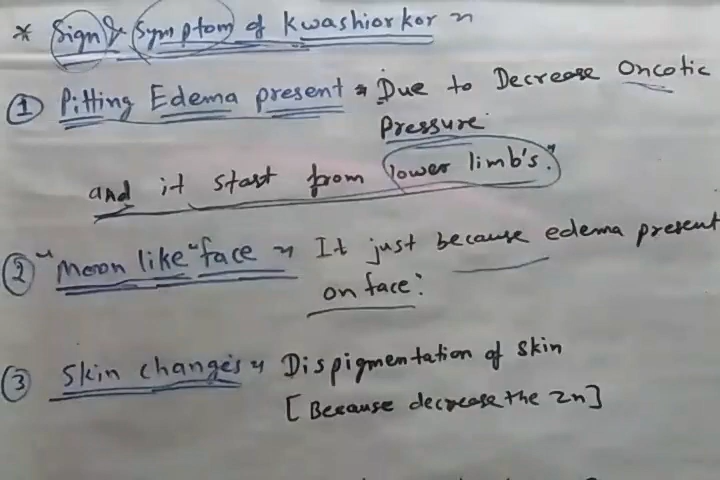 * Sign & Symptom of Kwashiorkor
① Pitting Edema present → Due to Decrease Oncotic
Pressure
and it start from lower limb's."
② "Moon like" face It just because edema present
on face:
③ Skin changes Dispigmentation of skin
[Because decrease the Zn]